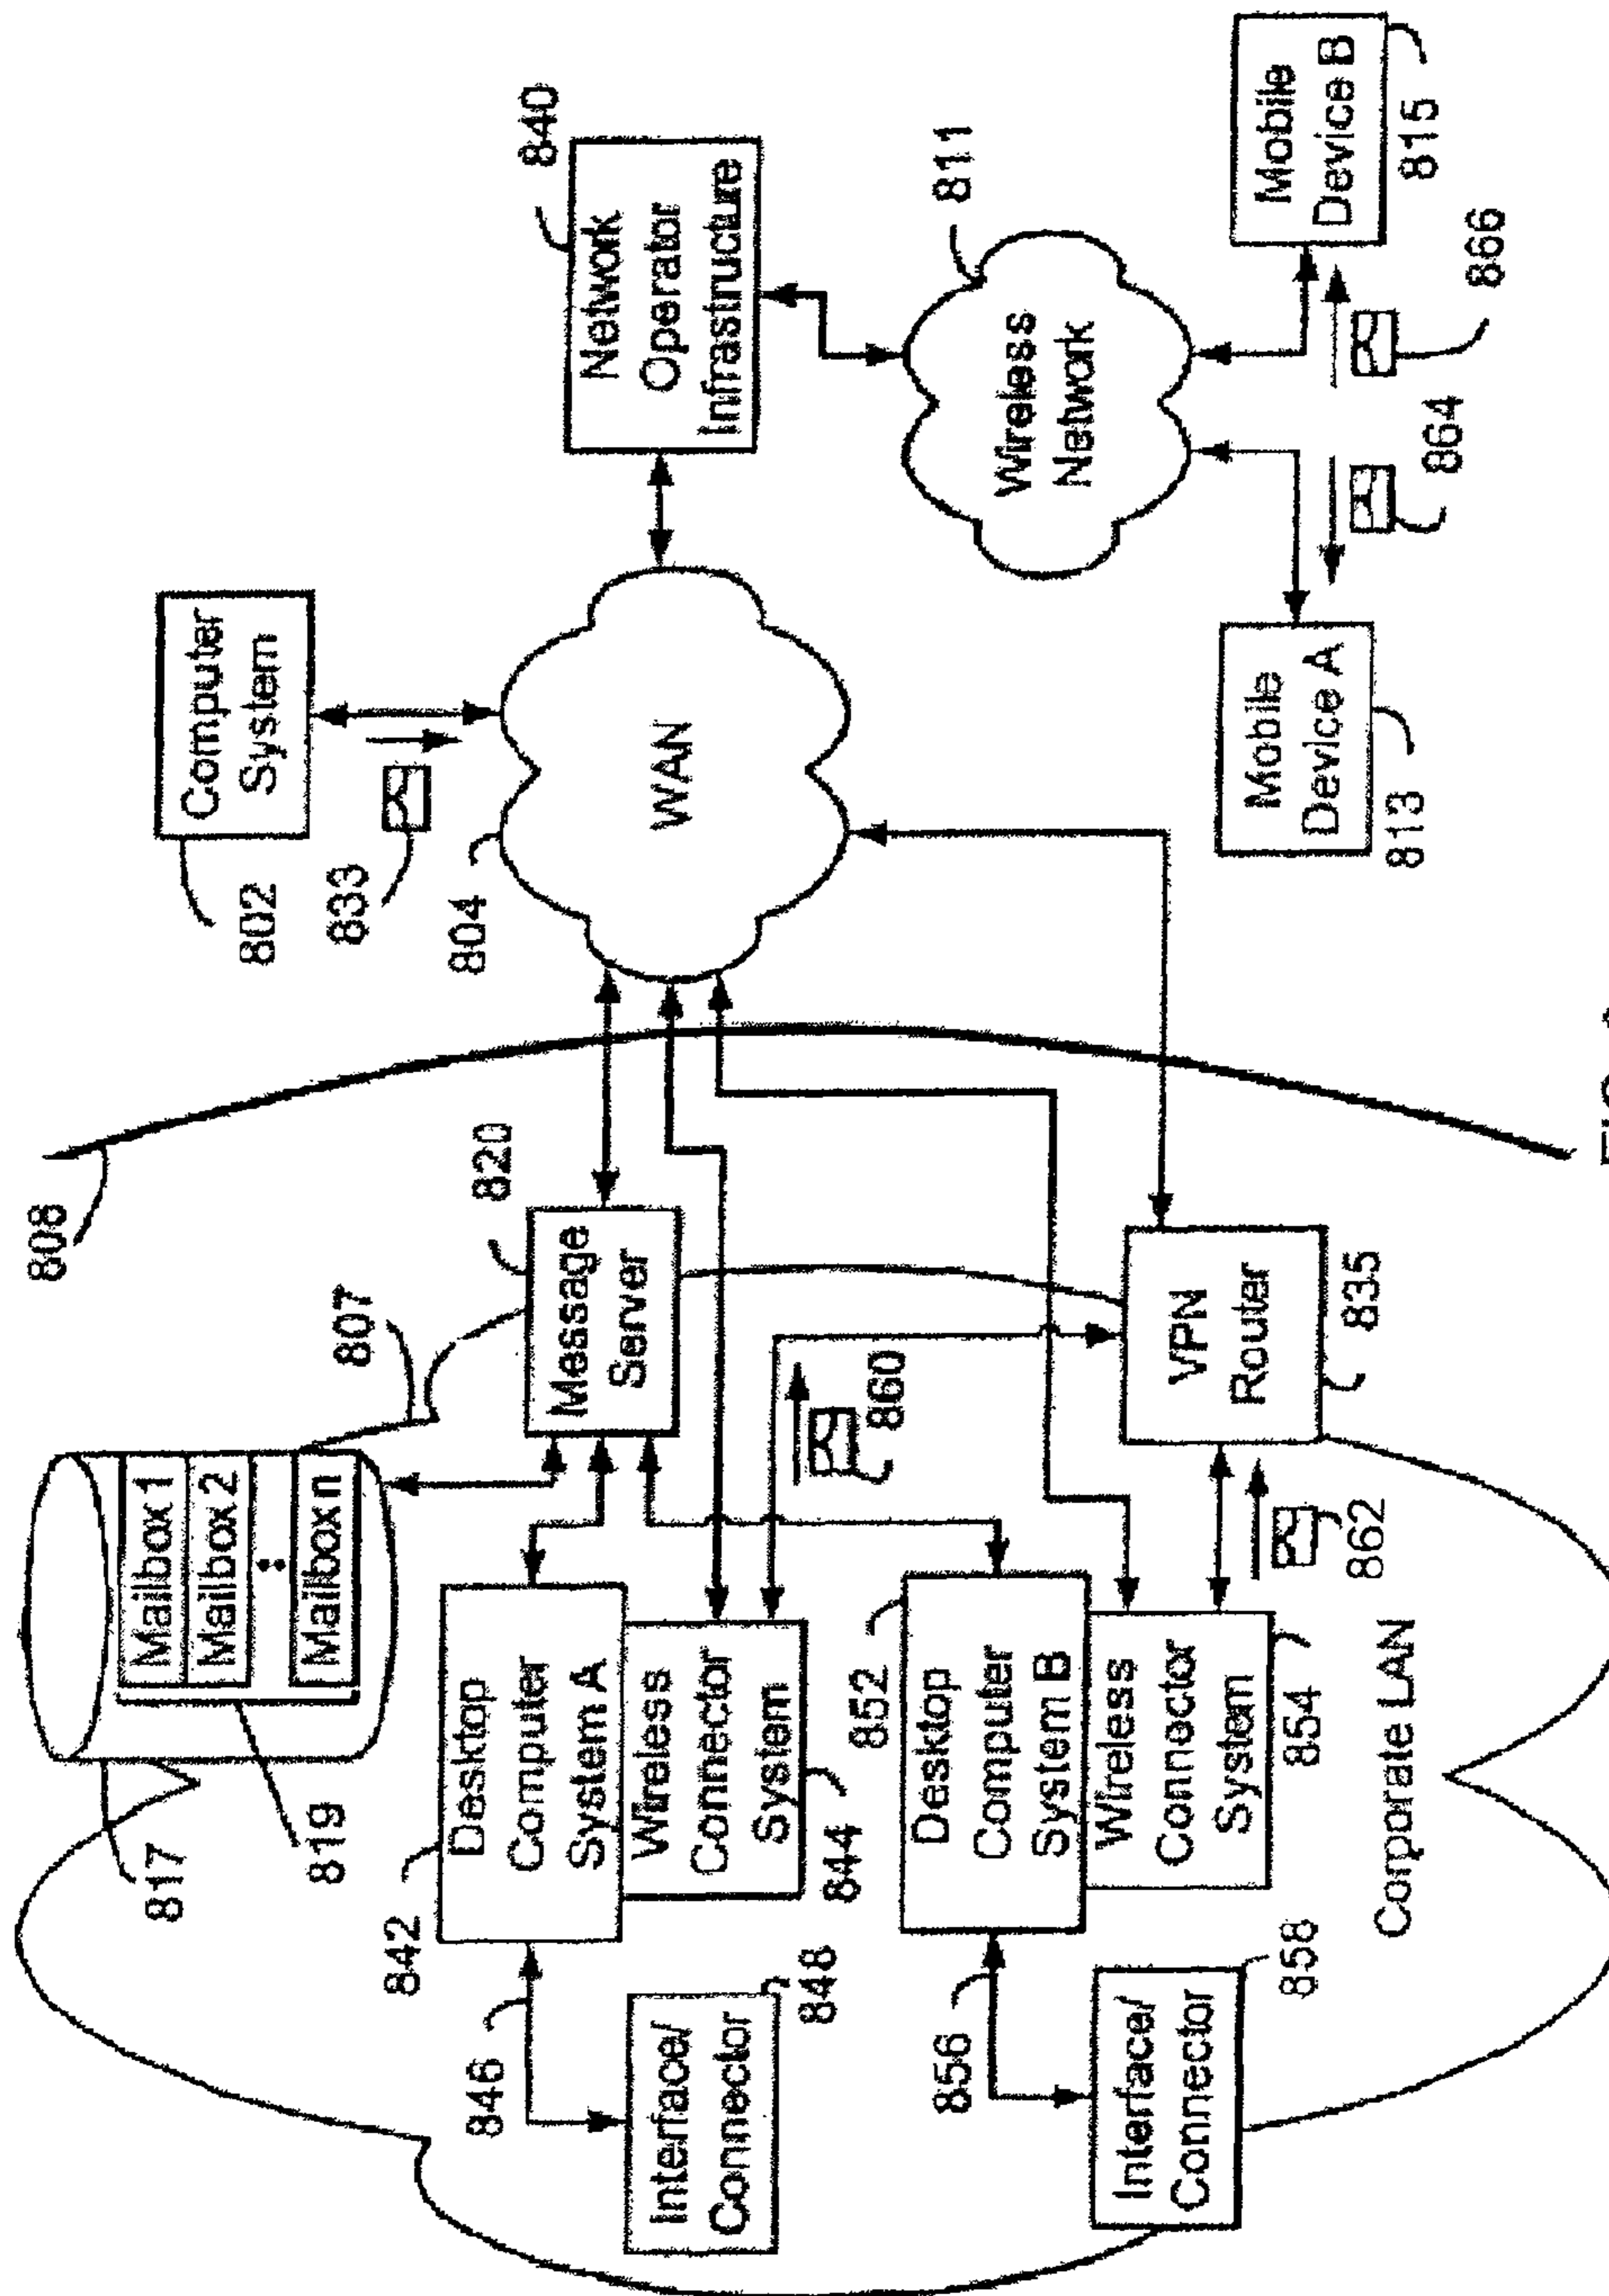 808
817
819
Mailbox 1
Mailbox 2
Mailbox n
807
820
Message
Server
842
Desktop
Computer
System A
Wireless
Connector
System
844
846
Interface/
Connector
848
860
852
Desktop
Computer
System B
Wireless
Connector
System
854
856
Interface/
Connector
858
862
VPN
Router
835
Corporate LAN
802
Computer
System
833
804
WAN
840
Network
Operator
Infrastructure
811
Wireless
Network
Mobile
Device A
813
864
866
Mobile
Device B
815